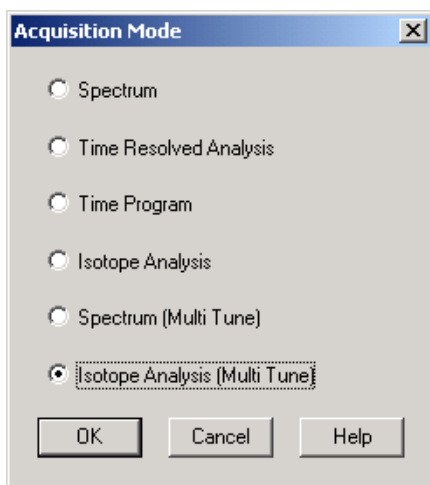 Acquisition Mode
Spectrum
Time Resolved Analysis
Time Program
Isotope Analysis
Spectrum (Multi Tune)
Isotope Analysis (Multi Tune)
OK Cancel Help